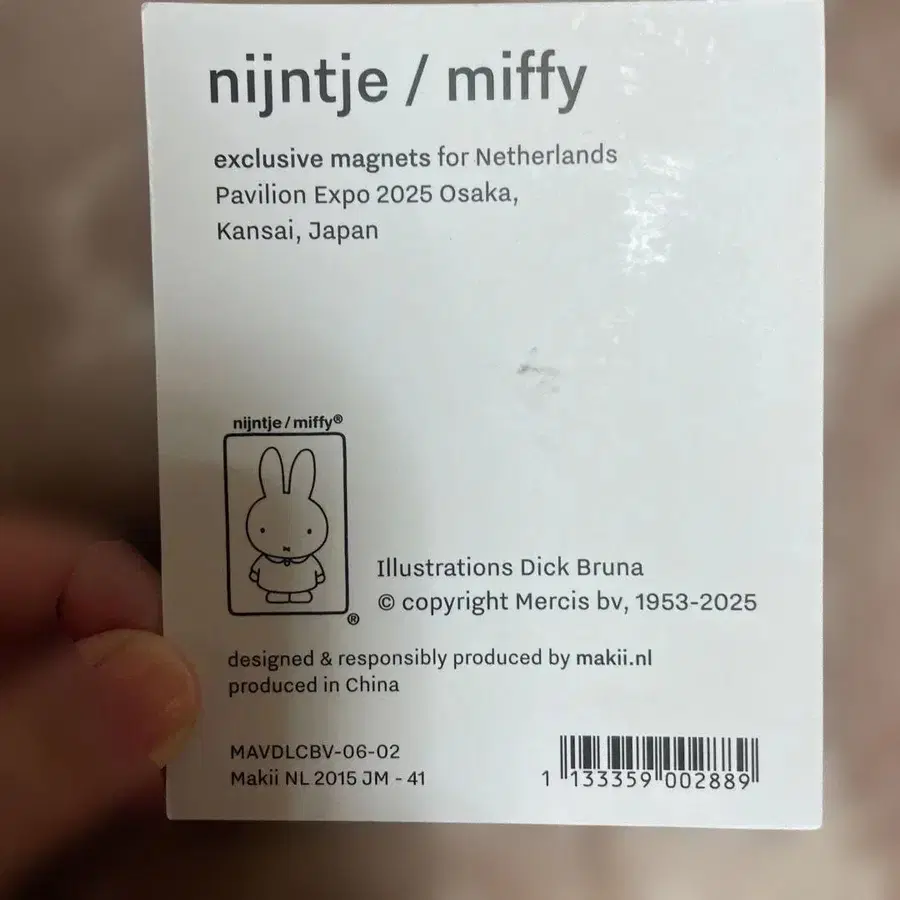 nijntje / miffy
exclusive magnets for Netherlands
Pavilion Expo 2025 Osaka,
Kansai, Japan
nijntje / miffy®
®
Illustrations Dick Bruna
© copyright Mercis bv, 1953-2025
designed & responsibly produced by makii.nl
produced in China
MAVDLCBV-06-02
Makii NL 2015 JM - 41
1 133359 002889